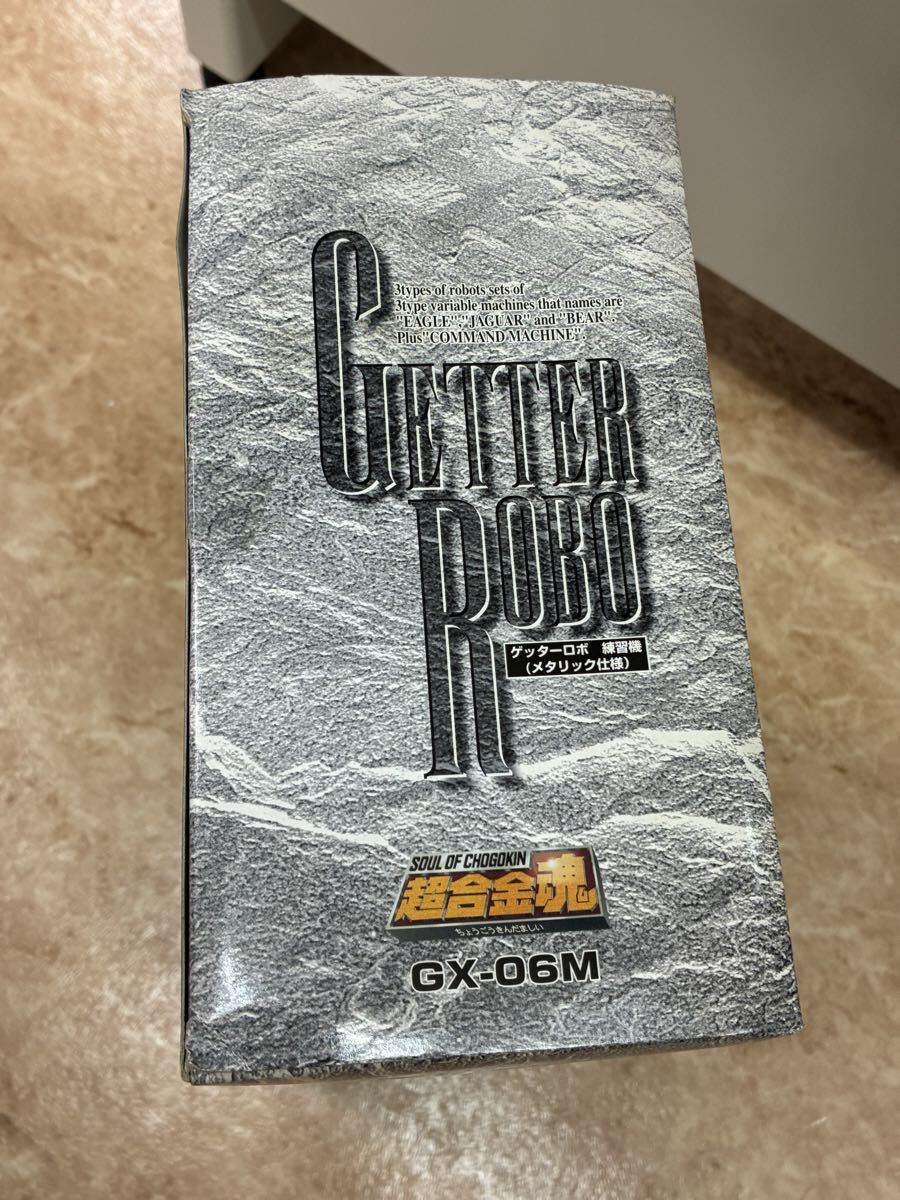 3types of robots sets of
3type variable machines that names are
"EAGLE","JAGUAR" and "BEAR".
Plus"COMMAND MACHINE".
GETTER
ROBO
ゲッターロボ 練習機
(メタリック仕様)
SOUL OF CHOGOKIN
超合金魂
ちょうごうきんだましい
GX-06M